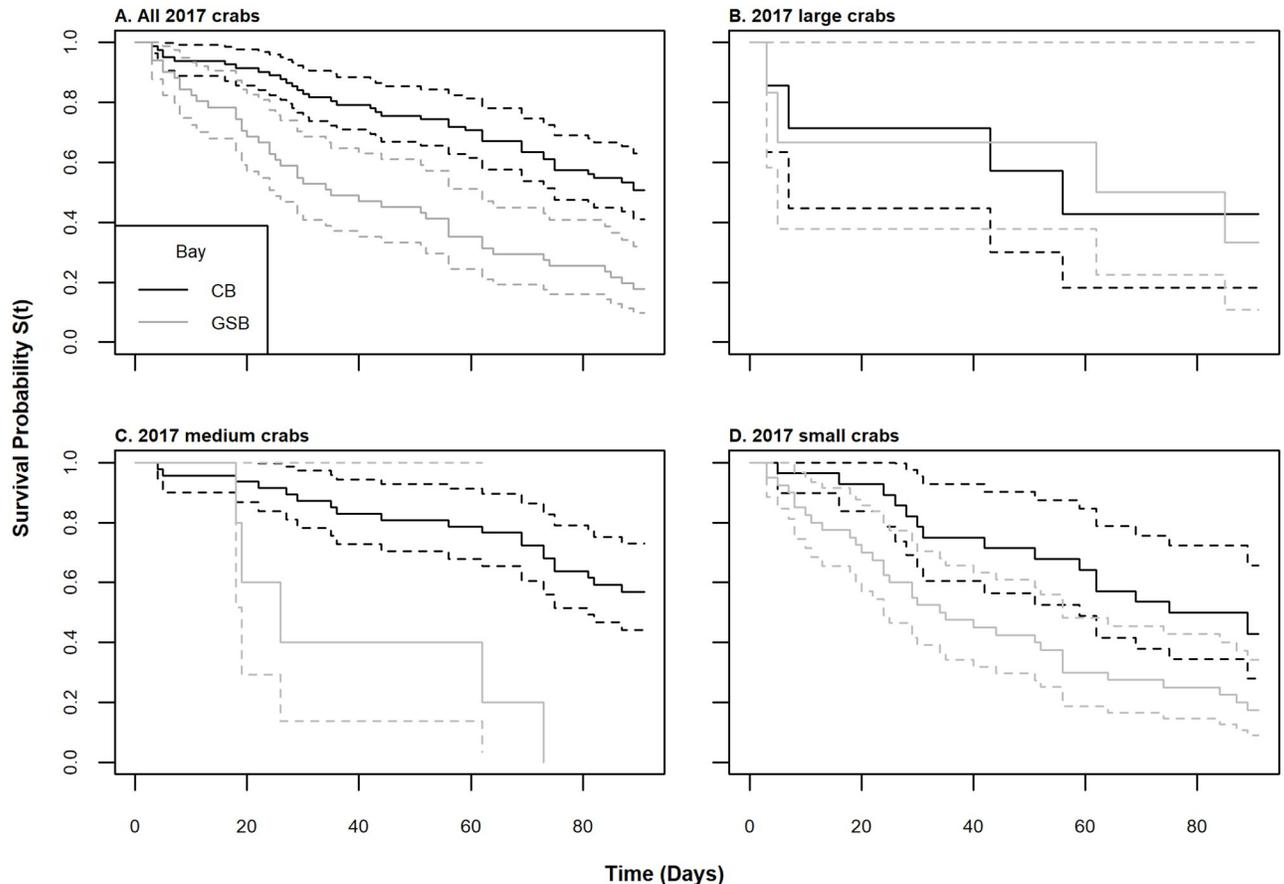 A. All 2017 crabs
B. 2017 large crabs
1.0
0.8
0.6
0.4
0.2
0.0
Bay
CB
GSB
Survival Probability S(t)
C. 2017 medium crabs
D. 2017 small crabs
1.0
0.8
0.6
0.4
0.2
0.0
0 20 40 60 80
0 20 40 60 80
Time (Days)